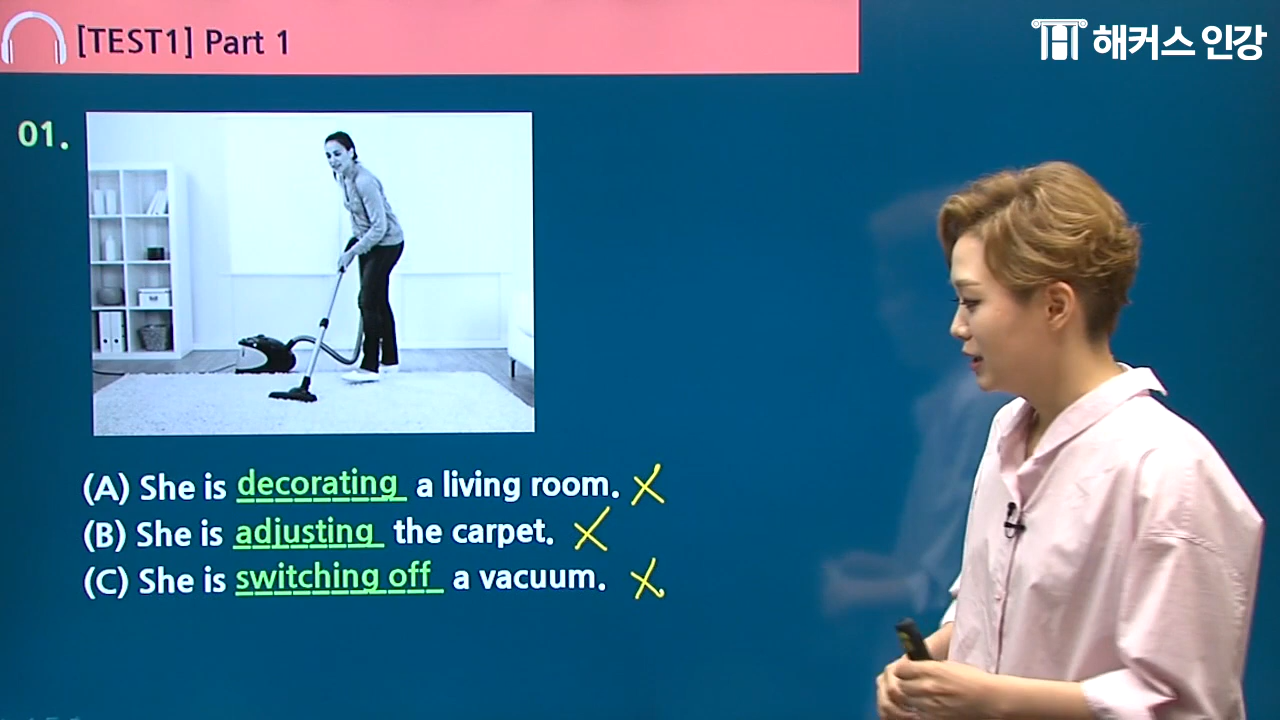 [TEST1] Part 1
해커스 인강
01.
(A) She is decorating a living room. X
(B) She is adjusting the carpet. X
(C) She is switching off a vacuum. X